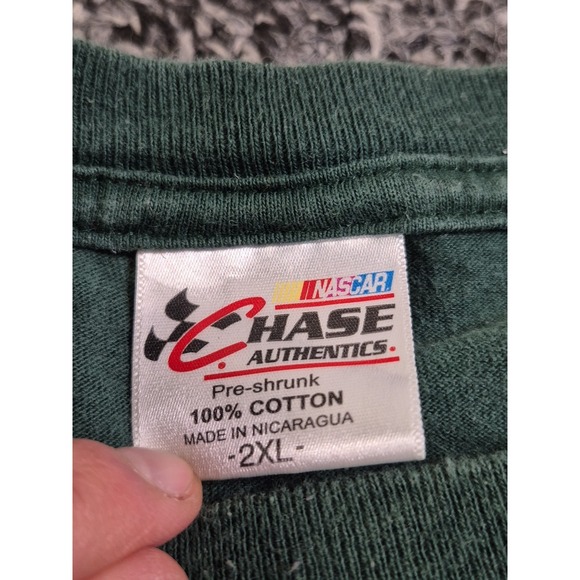 NASCAR
CHASE
AUTHENTICS
Pre-shrunk
100% COTTON
MADE IN NICARAGUA
-2XL-